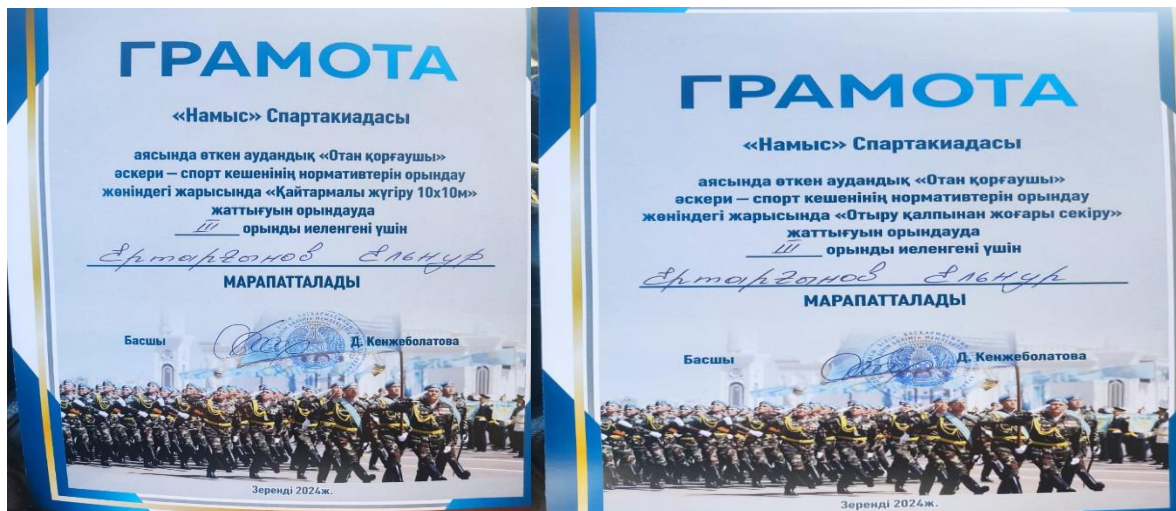 ГРАМОТА
«Намыс» Спартакиадасы
аясында өткен аудандық «Отан қорғаушы»
әскери — спорт кешенінің нормативтерін орындау
жөніндегі жарысында «Қайтармалы жүгіру 10х10м»
жаттығуын орындауда
III орынды иеленгені үшін
Ертарғынов Ельнур
МАРАПАТТАЛАДЫ
Басшы Д. Кенжеболатова
Зеренді 2024ж.
ГРАМОТА
«Намыс» Спартакиадасы
аясында өткен аудандық «Отан қорғаушы»
әскери — спорт кешенінің нормативтерін орындау
жөніндегі жарысында «Отыру қалпынан жоғары секіру»
жаттығуын орындауда
III орынды иеленгені үшін
Ертарғынов Ельнур
МАРАПАТТАЛАДЫ
Басшы Д. Кенжеболатова
Зеренді 2024ж.